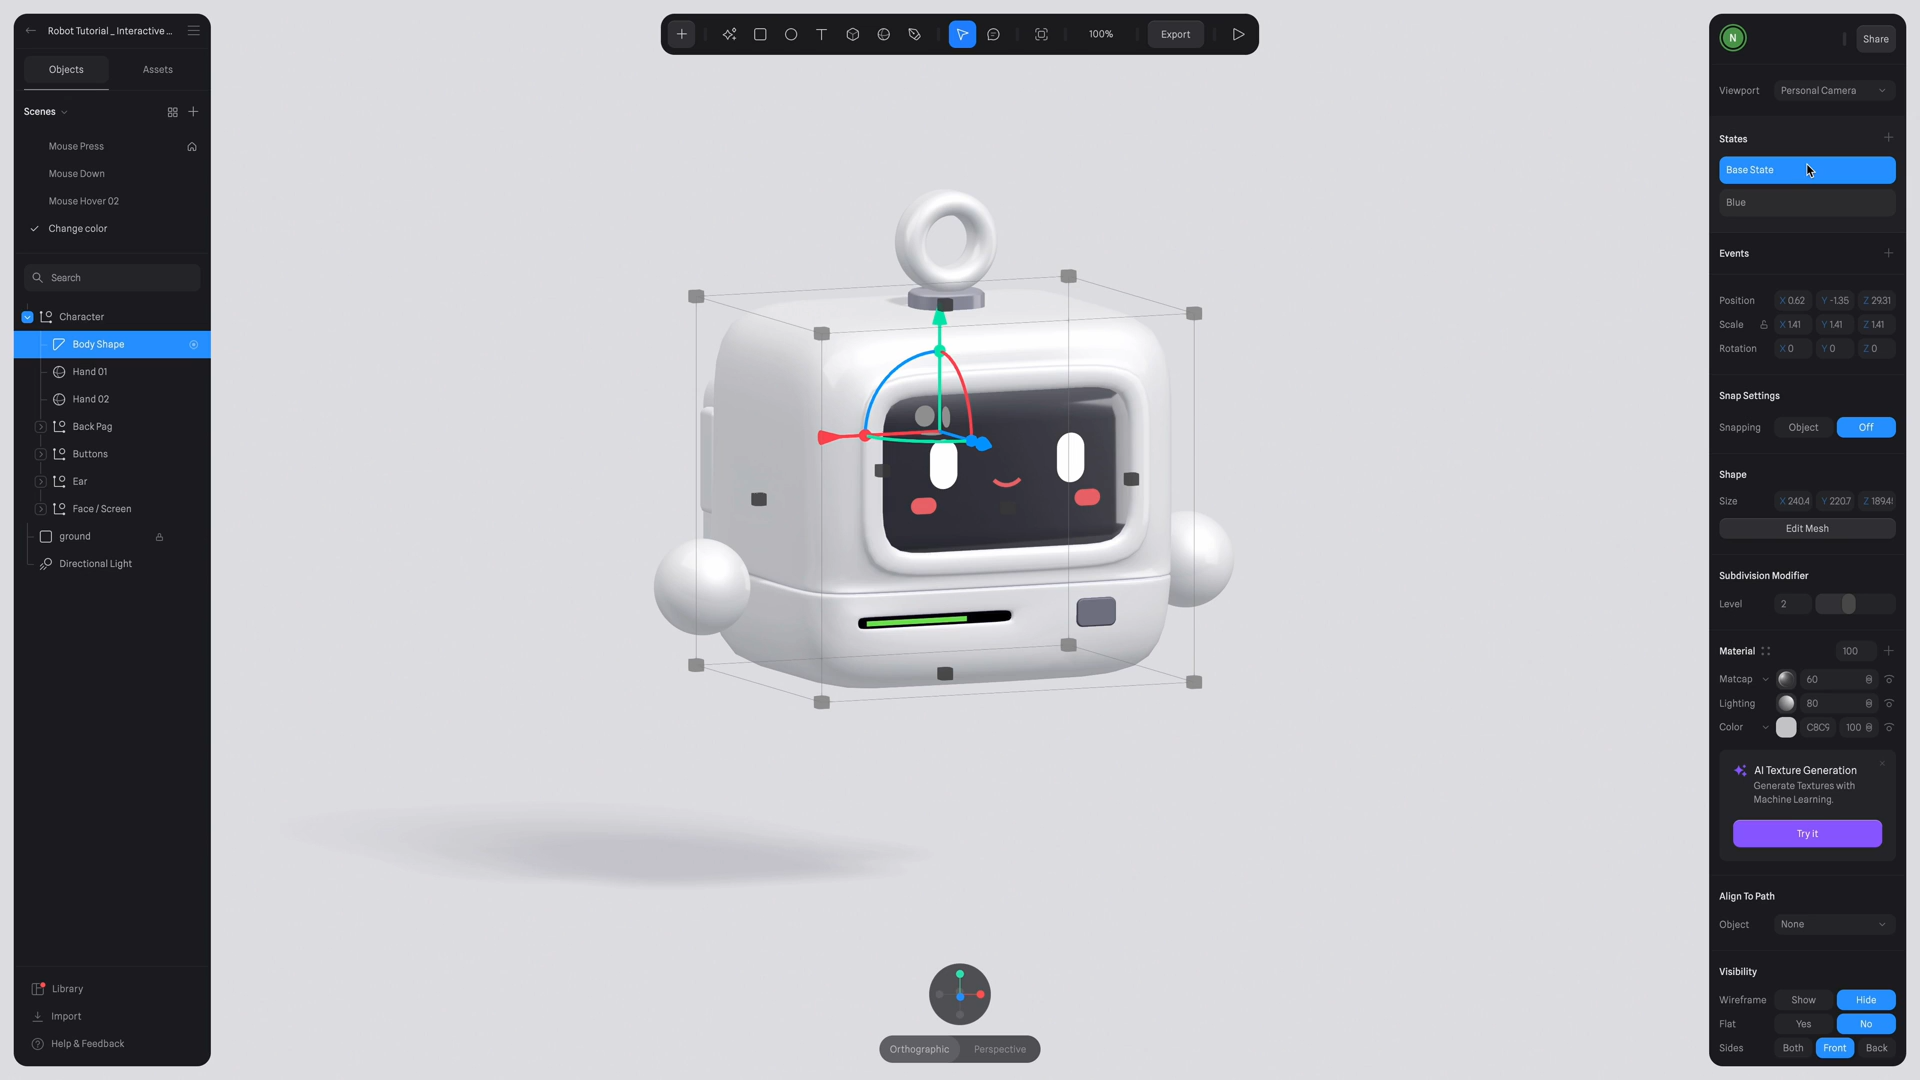 Robot Tutorial _ Interactive ...
100%
Export
N
Share
Objects
Assets
Scenes
Mouse Press
Mouse Down
Mouse Hover 02
Change color
Search
Character
Body Shape
Hand 01
Hand 02
Back Pag
Buttons
Ear
Face / Screen
ground
Directional Light
Library
Import
Help & Feedback
Orthographic
Perspective
Viewport
Personal Camera
States
Base State
Blue
Events
Position X 0.62 Y -1.35 Z 29.31
Scale X 1.41 Y 1.41 Z 1.41
Rotation X 0 Y 0 Z 0
Snap Settings
Snapping Object Off
Shape
Size X 240.4 Y 220.7 Z 189.4
Edit Mesh
Subdivision Modifier
Level 2
Material 100
Matcap 60
Lighting 80
Color C8C9 100
AI Texture Generation
Generate Textures with
Machine Learning.
Try it
Align To Path
Object None
Visibility
Wireframe Show Hide
Flat Yes No
Sides Both Front Back